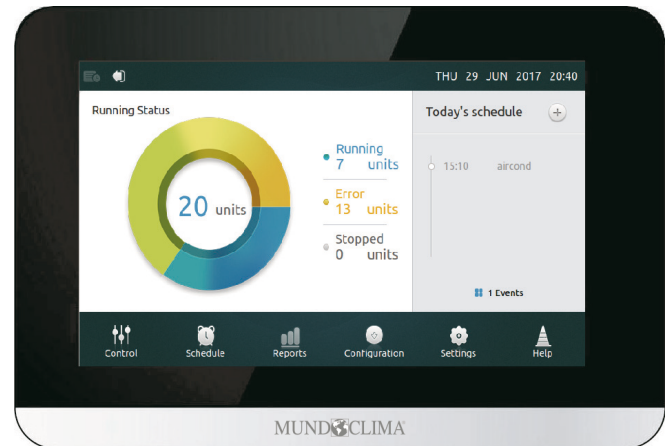 THU 29 JUN 2017 20:40
Running Status
20 units
Running
7 units
Error
13 units
Stopped
0 units
Today's schedule
15:10 aircond
1 Events
Control Schedule Reports Configuration Settings Help
MUNDOCLIMA